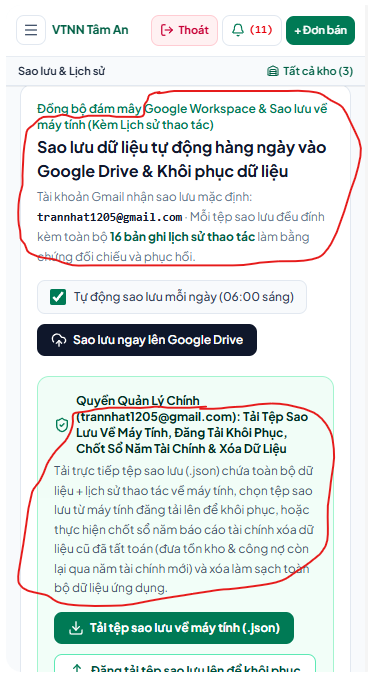 VTNN Tâm An
Thoát
(11)
+Đơn bán
Sao lưu & Lịch sử
Tất cả kho (3)
Đồng bộ đám mây Google Workspace & Sao lưu về
máy tính (Kèm Lịch sử thao tác)
Sao lưu dữ liệu tự động hàng ngày vào
Google Drive & Khôi phục dữ liệu
Tài khoản Gmail nhận sao lưu mặc định:
trannhat1205@gmail.com · Mỗi tệp sao lưu đều đính
kèm toàn bộ 16 bản ghi lịch sử thao tác làm bằng
chứng đối chiếu và phục hồi.
Tự động sao lưu mỗi ngày (06:00 sáng)
Sao lưu ngay lên Google Drive
Quyền Quản Lý Chính
(trannhat1205@gmail.com): Tải Tệp Sao
Lưu Về Máy Tính, Đăng Tải Khôi Phục,
Chốt Sổ Năm Tài Chính & Xóa Dữ Liệu
Tải trực tiếp tệp sao lưu (.json) chứa toàn bộ dữ
liệu + lịch sử thao tác về máy tính, chọn tệp sao
lưu từ máy tính đăng tải lên để khôi phục, hoặc
thực hiện chốt sổ năm báo cáo tài chính xóa dữ
liệu cũ đã tất toán (đưa tồn kho & công nợ còn
lại qua năm tài chính mới) và xóa làm sạch toàn
bộ dữ liệu ứng dụng.
Tải tệp sao lưu về máy tính (.json)
Đăng tải tệp sao lưu lên để khôi phục